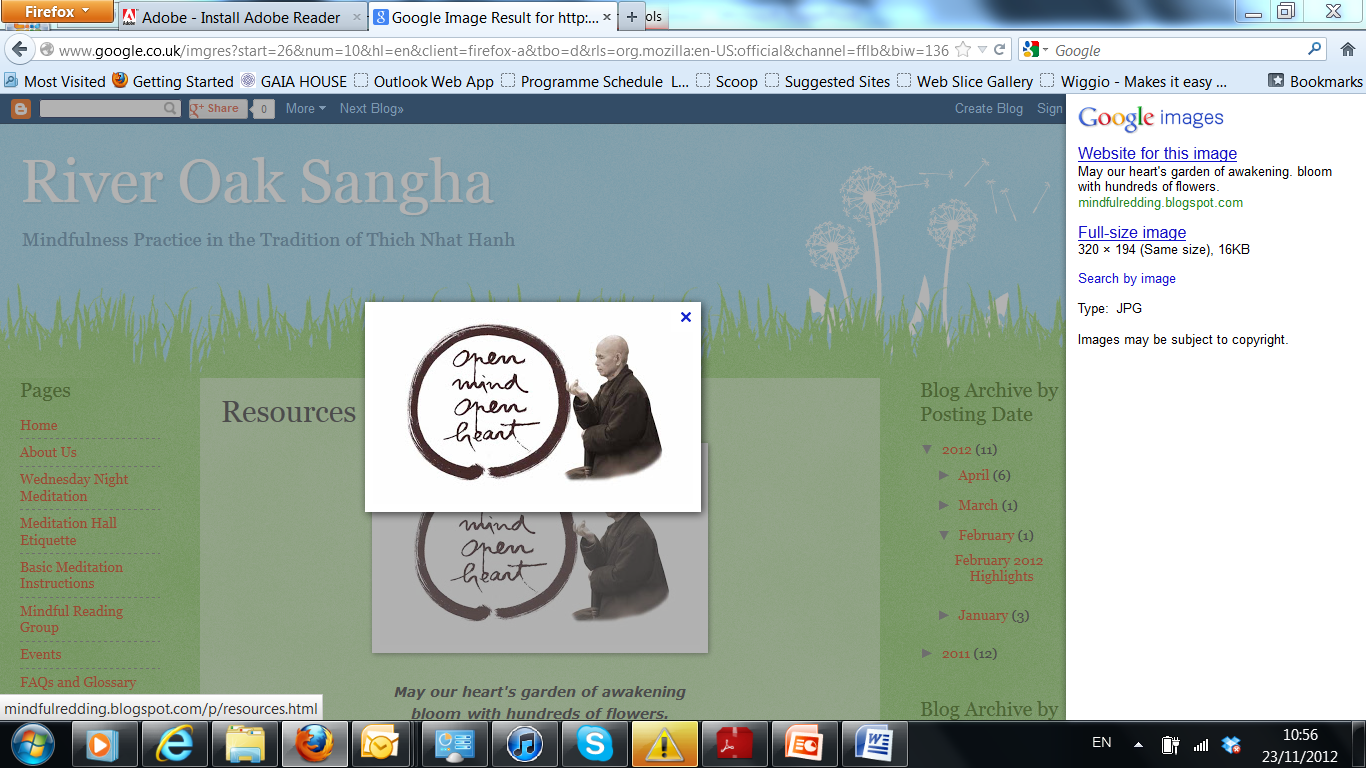 Firefox
Adobe - Install Adobe Reader
Google Image Result for http:...
ols
www.google.co.uk/imgres?start=26&num=10&hl=en&client=firefox-a&tbo=d&rls=org.mozilla:en-US:official&channel=fflb&biw=136
Google
Most Visited Getting Started GAIA HOUSE Outlook Web App Programme Schedule L... Scoop Suggested Sites Web Slice Gallery Wiggio - Makes it easy ... Bookmarks
Share 0 More Next Blog» Create Blog Sign
River Oak Sangha
Mindfulness Practice in the Tradition of Thich Nhat Hanh
Google images
Website for this image
May our heart's garden of awakening. bloom
with hundreds of flowers.
mindfulredding.blogspot.com
Full-size image
320 × 194 (Same size), 16KB
Search by image
Type: JPG
Images may be subject to copyright.
Pages
Home
About Us
Wednesday Night
Meditation
Meditation Hall
Etiquette
Basic Meditation
Instructions
Mindful Reading
Group
Events
FAQs and Glossary
Resources
open
mind
open
heart
mind
open
heart
May our heart's garden of awakening
bloom with hundreds of flowers.
Blog Archive by
Posting Date
2012 (11)
April (6)
March (1)
February (1)
February 2012
Highlights
January (3)
2011 (12)
Blog Archive by
mindfulredding.blogspot.com/p/resources.html
EN
10:56
23/11/2012